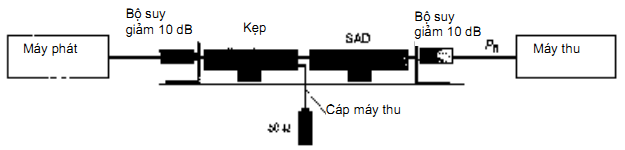 Bộ suy
giảm 10 dB
Kẹp
Bộ suy
giảm 10 dB
SAD
Máy phát
Máy thu
Cáp máy thu
50 Ω